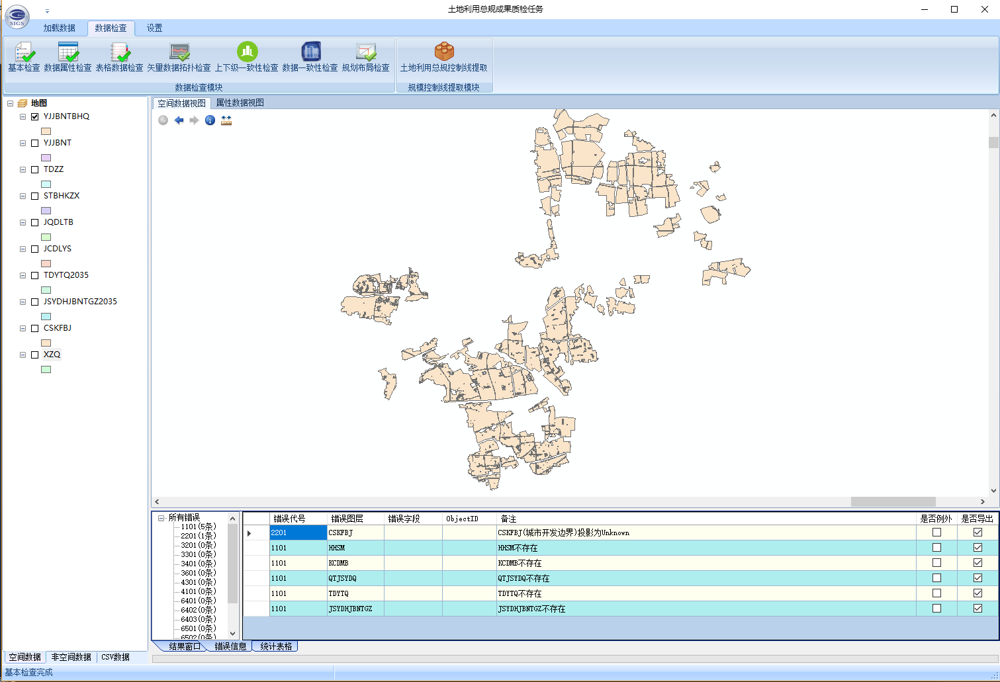 土地利用总规成果质检任务
SIGS
加载数据 数据检查 设置
基本检查 数据属性检查 表格数据检查 矢量数据拓扑检查 上下级一致性检查 数据一致性检查 规划布局检查 土地利用总规控制线提取
数据检查模块 规模控制线提取模块
地图
YJJBNTBHQ
YJJBNT
TDZZ
STBHKZX
JQDLTB
JCDLYS
TDYTQ2035
JSYDHJBNTGZ2035
CSKFBJ
XZQ
空间数据 非空间数据 CSV数据
空间数据视图 属性数据视图
所有错误
1101(5条)
2201(1条)
3201(0条)
3301(0条)
3401(0条)
3601(0条)
4301(0条)
4101(0条)
6401(0条)
6402(0条)
6403(0条)
6501(0条)
6502(0条)
错误代号 错误图层 错误字段 ObjectID 备注 是否例外 是否导出
2201 CSKFBJ CSKFBJ(城市开发边界)投影为Unknown
1101 HHSM HHSM不存在
1101 KCDMB KCDMB不存在
1101 QTJSYDQ QTJSYDQ不存在
1101 TDYTQ TDYTQ不存在
1101 JSYDHJBNTGZ JSYDHJBNTGZ不存在
结果窗口 错误信息 统计表格
基本检查完成